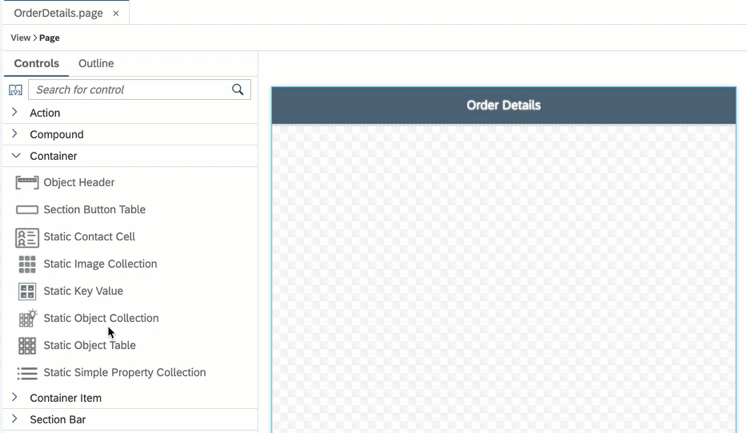 OrderDetails.page ×
View > Page
Controls Outline
Search for control
Action
Compound
Container
Object Header
Section Button Table
Static Contact Cell
Static Image Collection
Static Key Value
Static Object Collection
Static Object Table
Static Simple Property Collection
Container Item
Section Bar
Order Details